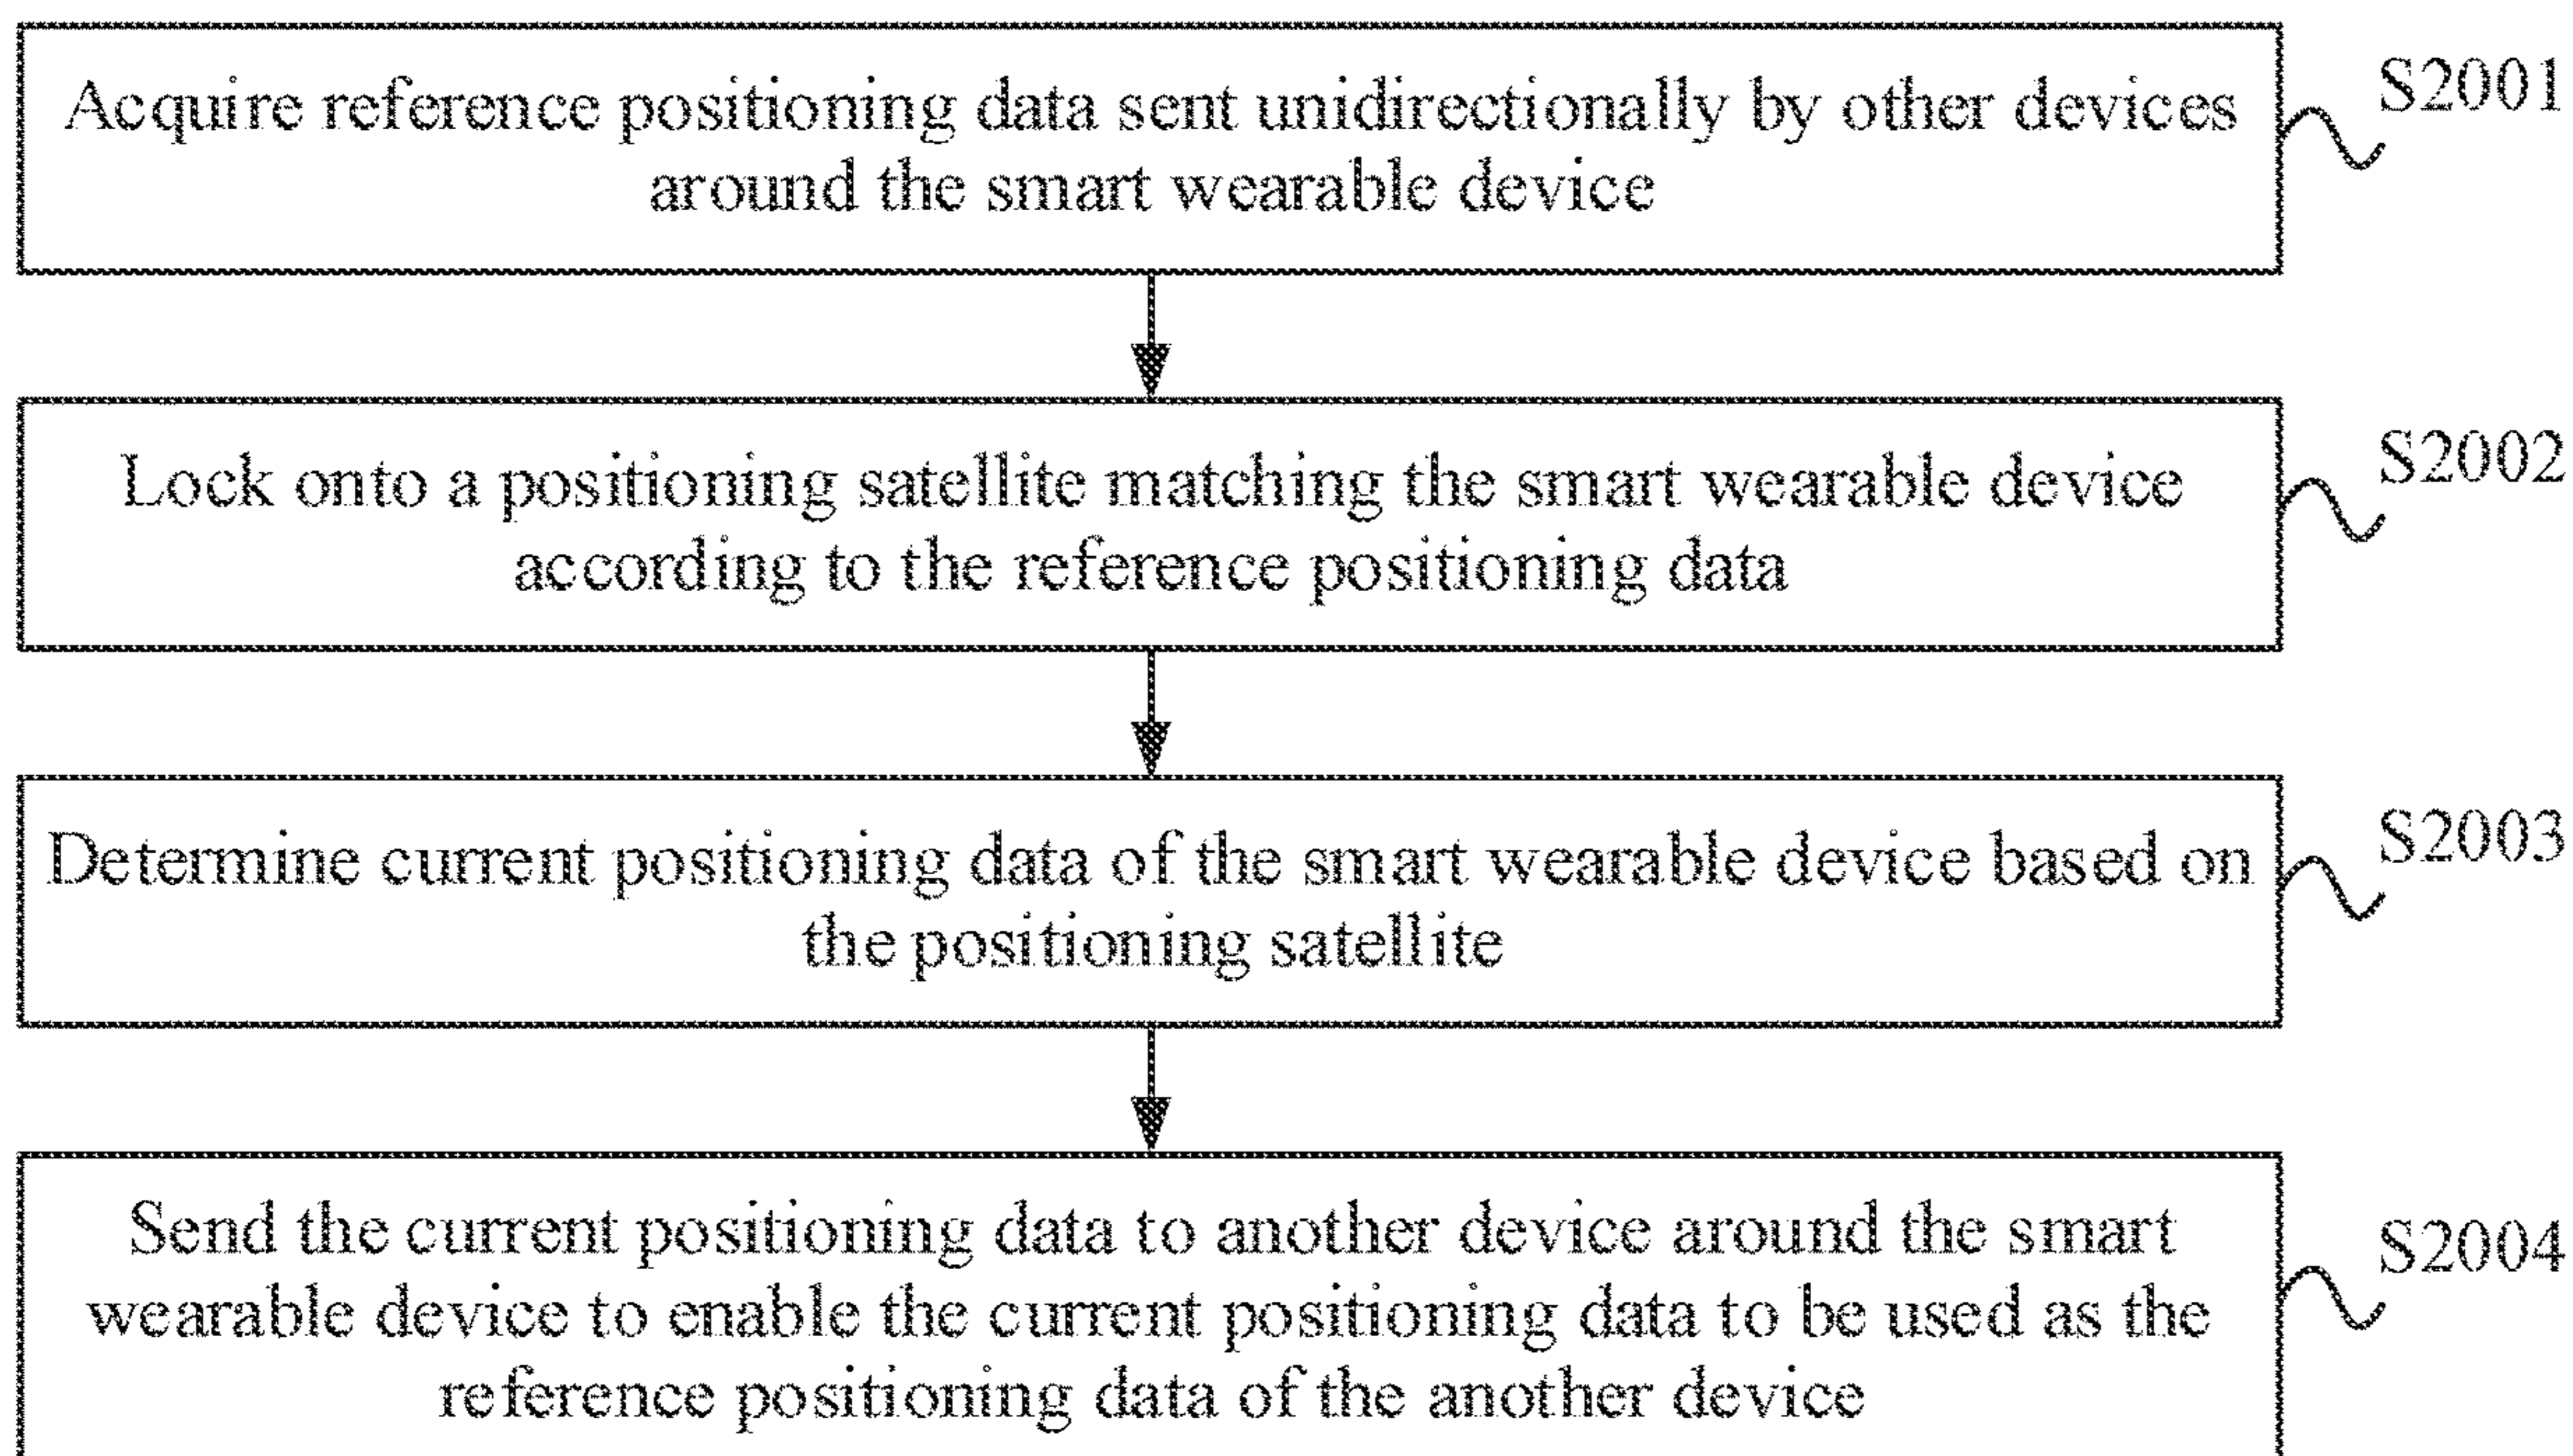 Acquire reference positioning data sent unidirectionally by other devices
around the smart wearable device
S2001
Lock onto a positioning satellite matching the smart wearable device
according to the reference positioning data
S2002
Determine current positioning data of the smart wearable device based on
the positioning satellite
S2003
Send the current positioning data to another device around the smart
wearable device to enable the current positioning data to be used as the
reference positioning data of the another device
S2004